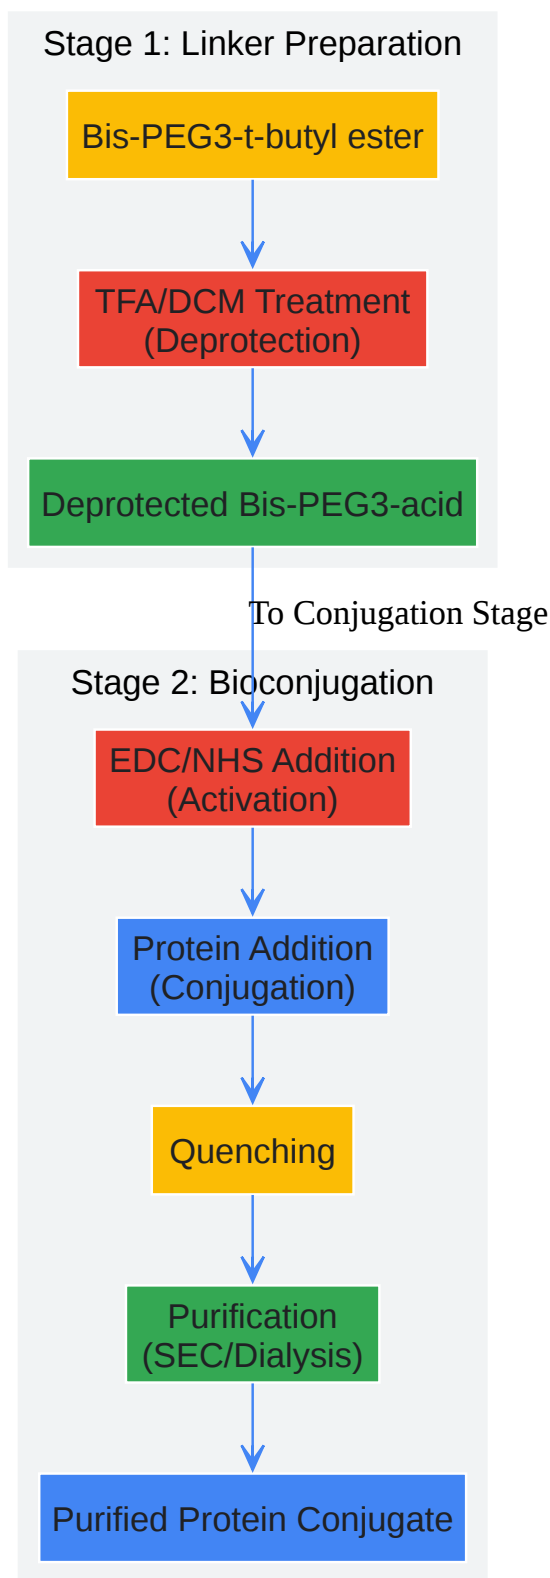 Stage 1: Linker Preparation
Bis-PEG3-t-butyl ester
TFA/DCM Treatment
(Deprotection)
Deprotected Bis-PEG3-acid
To Conjugation Stage
Stage 2: Bioconjugation
EDC/NHS Addition
(Activation)
Protein Addition
(Conjugation)
Quenching
Purification
(SEC/Dialysis)
Purified Protein Conjugate